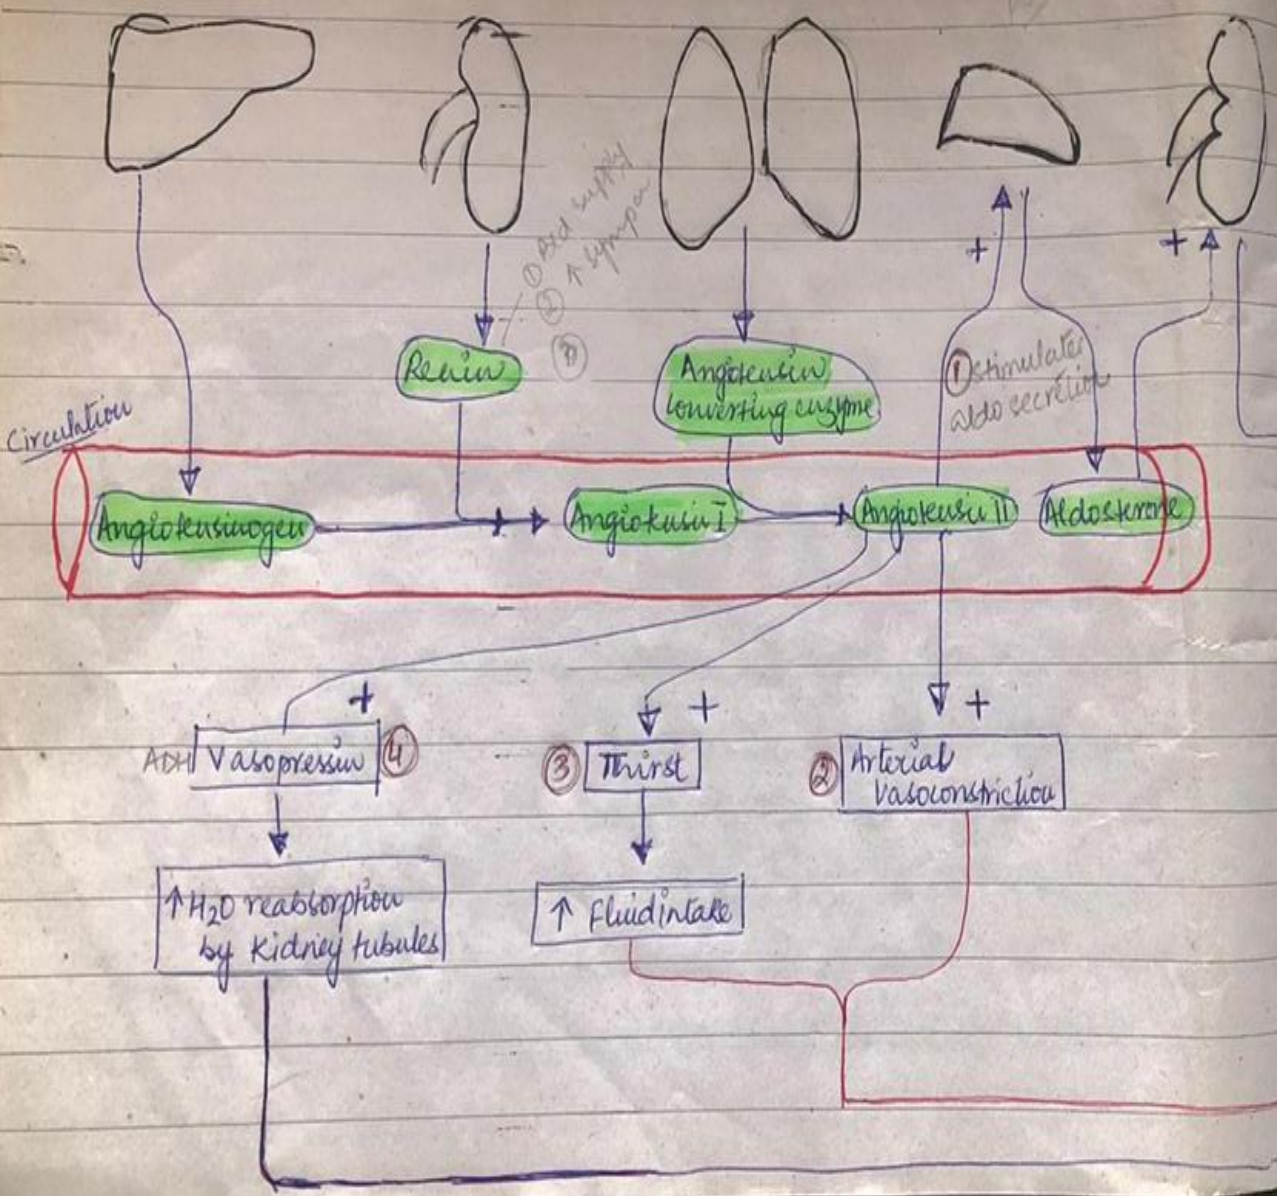 ① Bld supply
② ↑ sympa
③
Renin
Angiotensin
converting enzyme
+
+
① stimulates
aldo secretion
Circulation
Angiotensinogen
Angiotensin I
Angiotensin II
Aldosterone
+
+
+
ADH
Vasopressin ④
③ Thirst
② Arterial
Vasoconstriction
↑ H2O reabsorption
by kidney tubules
↑ fluid intake